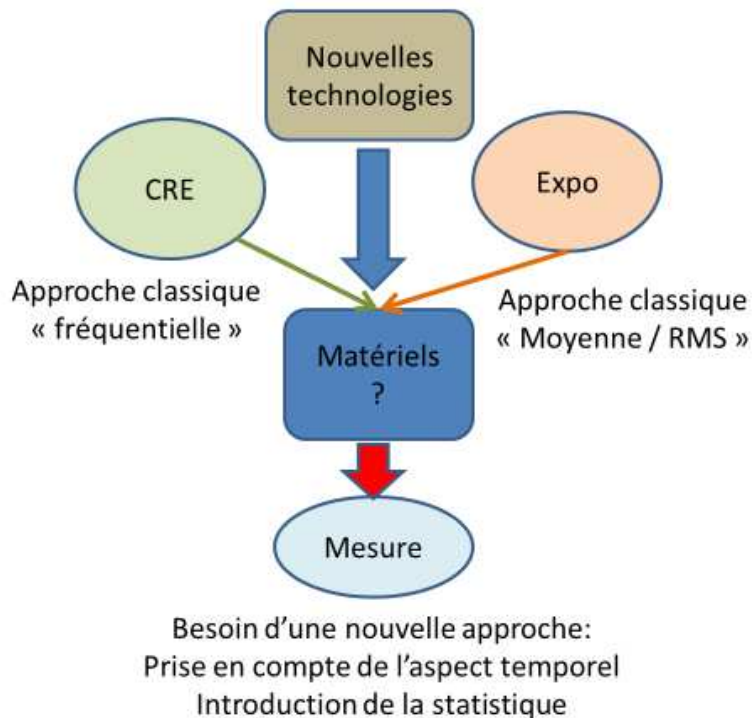 Nouvelles
technologies
CRE
Expo
Approche classique
« fréquentielle »
Approche classique
« Moyenne / RMS »
Matériels
?
Mesure
Besoin d’une nouvelle approche:
Prise en compte de l’aspect temporel
Introduction de la statistique